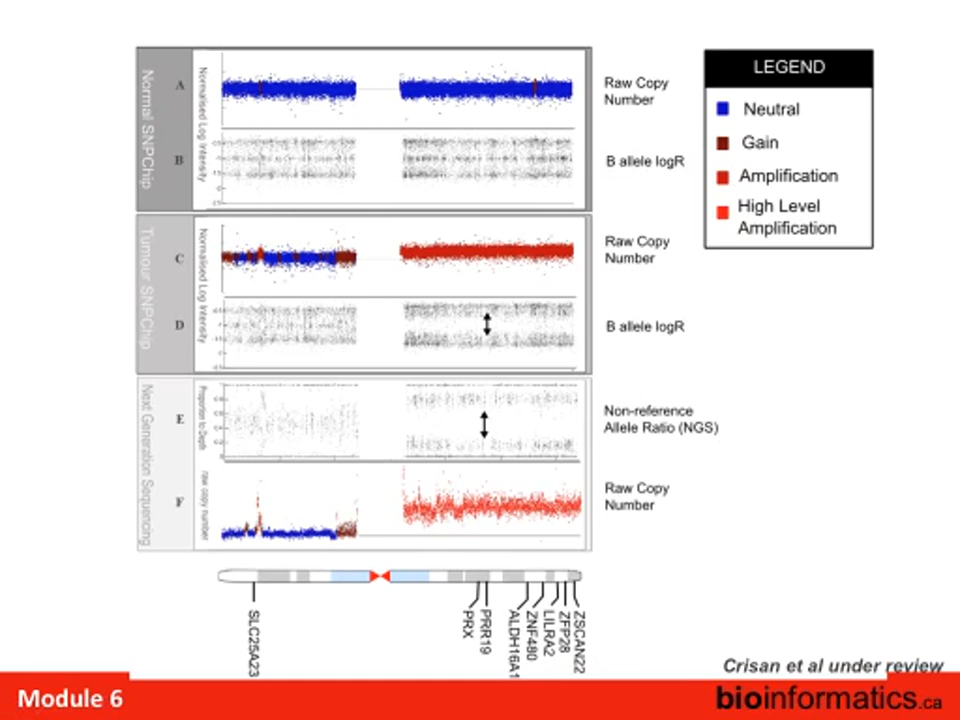 Normal SNPChip
Normalised Log Intensity
A
B
Raw Copy
Number
B allele logR
Tumour SNPChip
Normalised Log Intensity
C
D
Raw Copy
Number
B allele logR
Next Generation Sequencing
Proportion to Depth
raw copy number
E
F
Non-reference
Allele Ratio (NGS)
Raw Copy
Number
LEGEND
Neutral
Gain
Amplification
High Level
Amplification
SLC25A23
PRX
PRR19
ALDH16A1
ZNF480
LILRA2
ZFP28
ZSCAN22
Crisan et al under review
Module 6
bioinformatics.ca